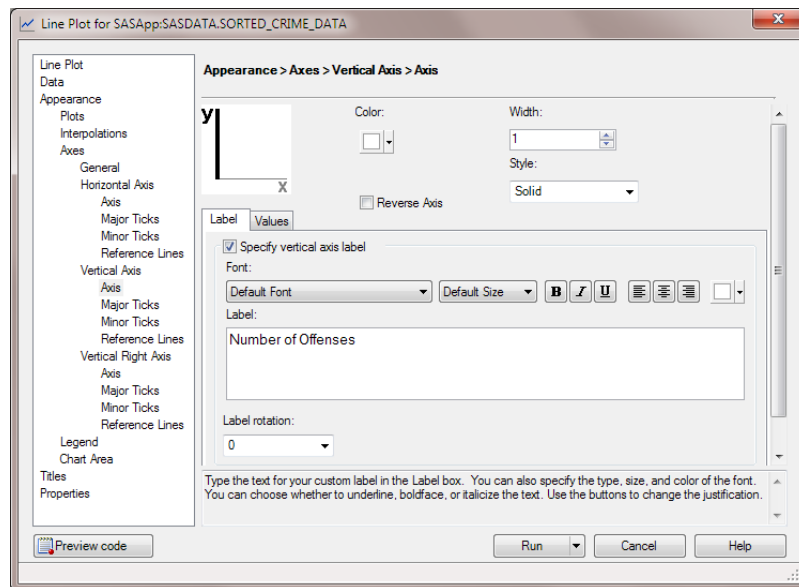 Line Plot for SASApp:SASDATA.SORTED_CRIME_DATA
Line Plot
Data
Appearance
Plots
Interpolations
Axes
General
Horizontal Axis
Axis
Major Ticks
Minor Ticks
Reference Lines
Vertical Axis
Axis
Major Ticks
Minor Ticks
Reference Lines
Vertical Right Axis
Axis
Major Ticks
Minor Ticks
Reference Lines
Legend
Chart Area
Titles
Properties
Appearance > Axes > Vertical Axis > Axis
y
X
Color:
Width:
1
Style:
Solid
Reverse Axis
Label Values
Specify vertical axis label
Font:
Default Font Default Size B I U
Label:
Number of Offenses
Label rotation:
0
Type the text for your custom label in the Label box. You can also specify the type, size, and color of the font.
You can choose whether to underline, boldface, or italicize the text. Use the buttons to change the justification.
Preview code Run Cancel Help